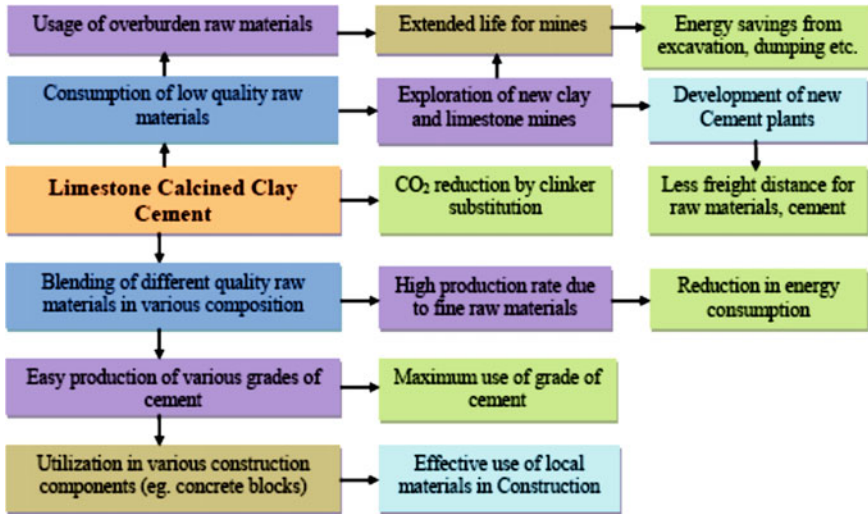 Usage of overburden raw materials
Extended life for mines
Energy savings from
excavation, dumping etc.
Consumption of low quality raw
materials
Exploration of new clay
and limestone mines
Development of new
Cement plants
Limestone Calcined Clay
Cement
CO₂ reduction by clinker
substitution
Less freight distance for
raw materials, cement
Blending of different quality raw
materials in various composition
High production rate due
to fine raw materials
Reduction in energy
consumption
Easy production of various grades of
cement
Maximum use of grade of
cement
Utilization in various construction
components (eg. concrete blocks)
Effective use of local
materials in Construction